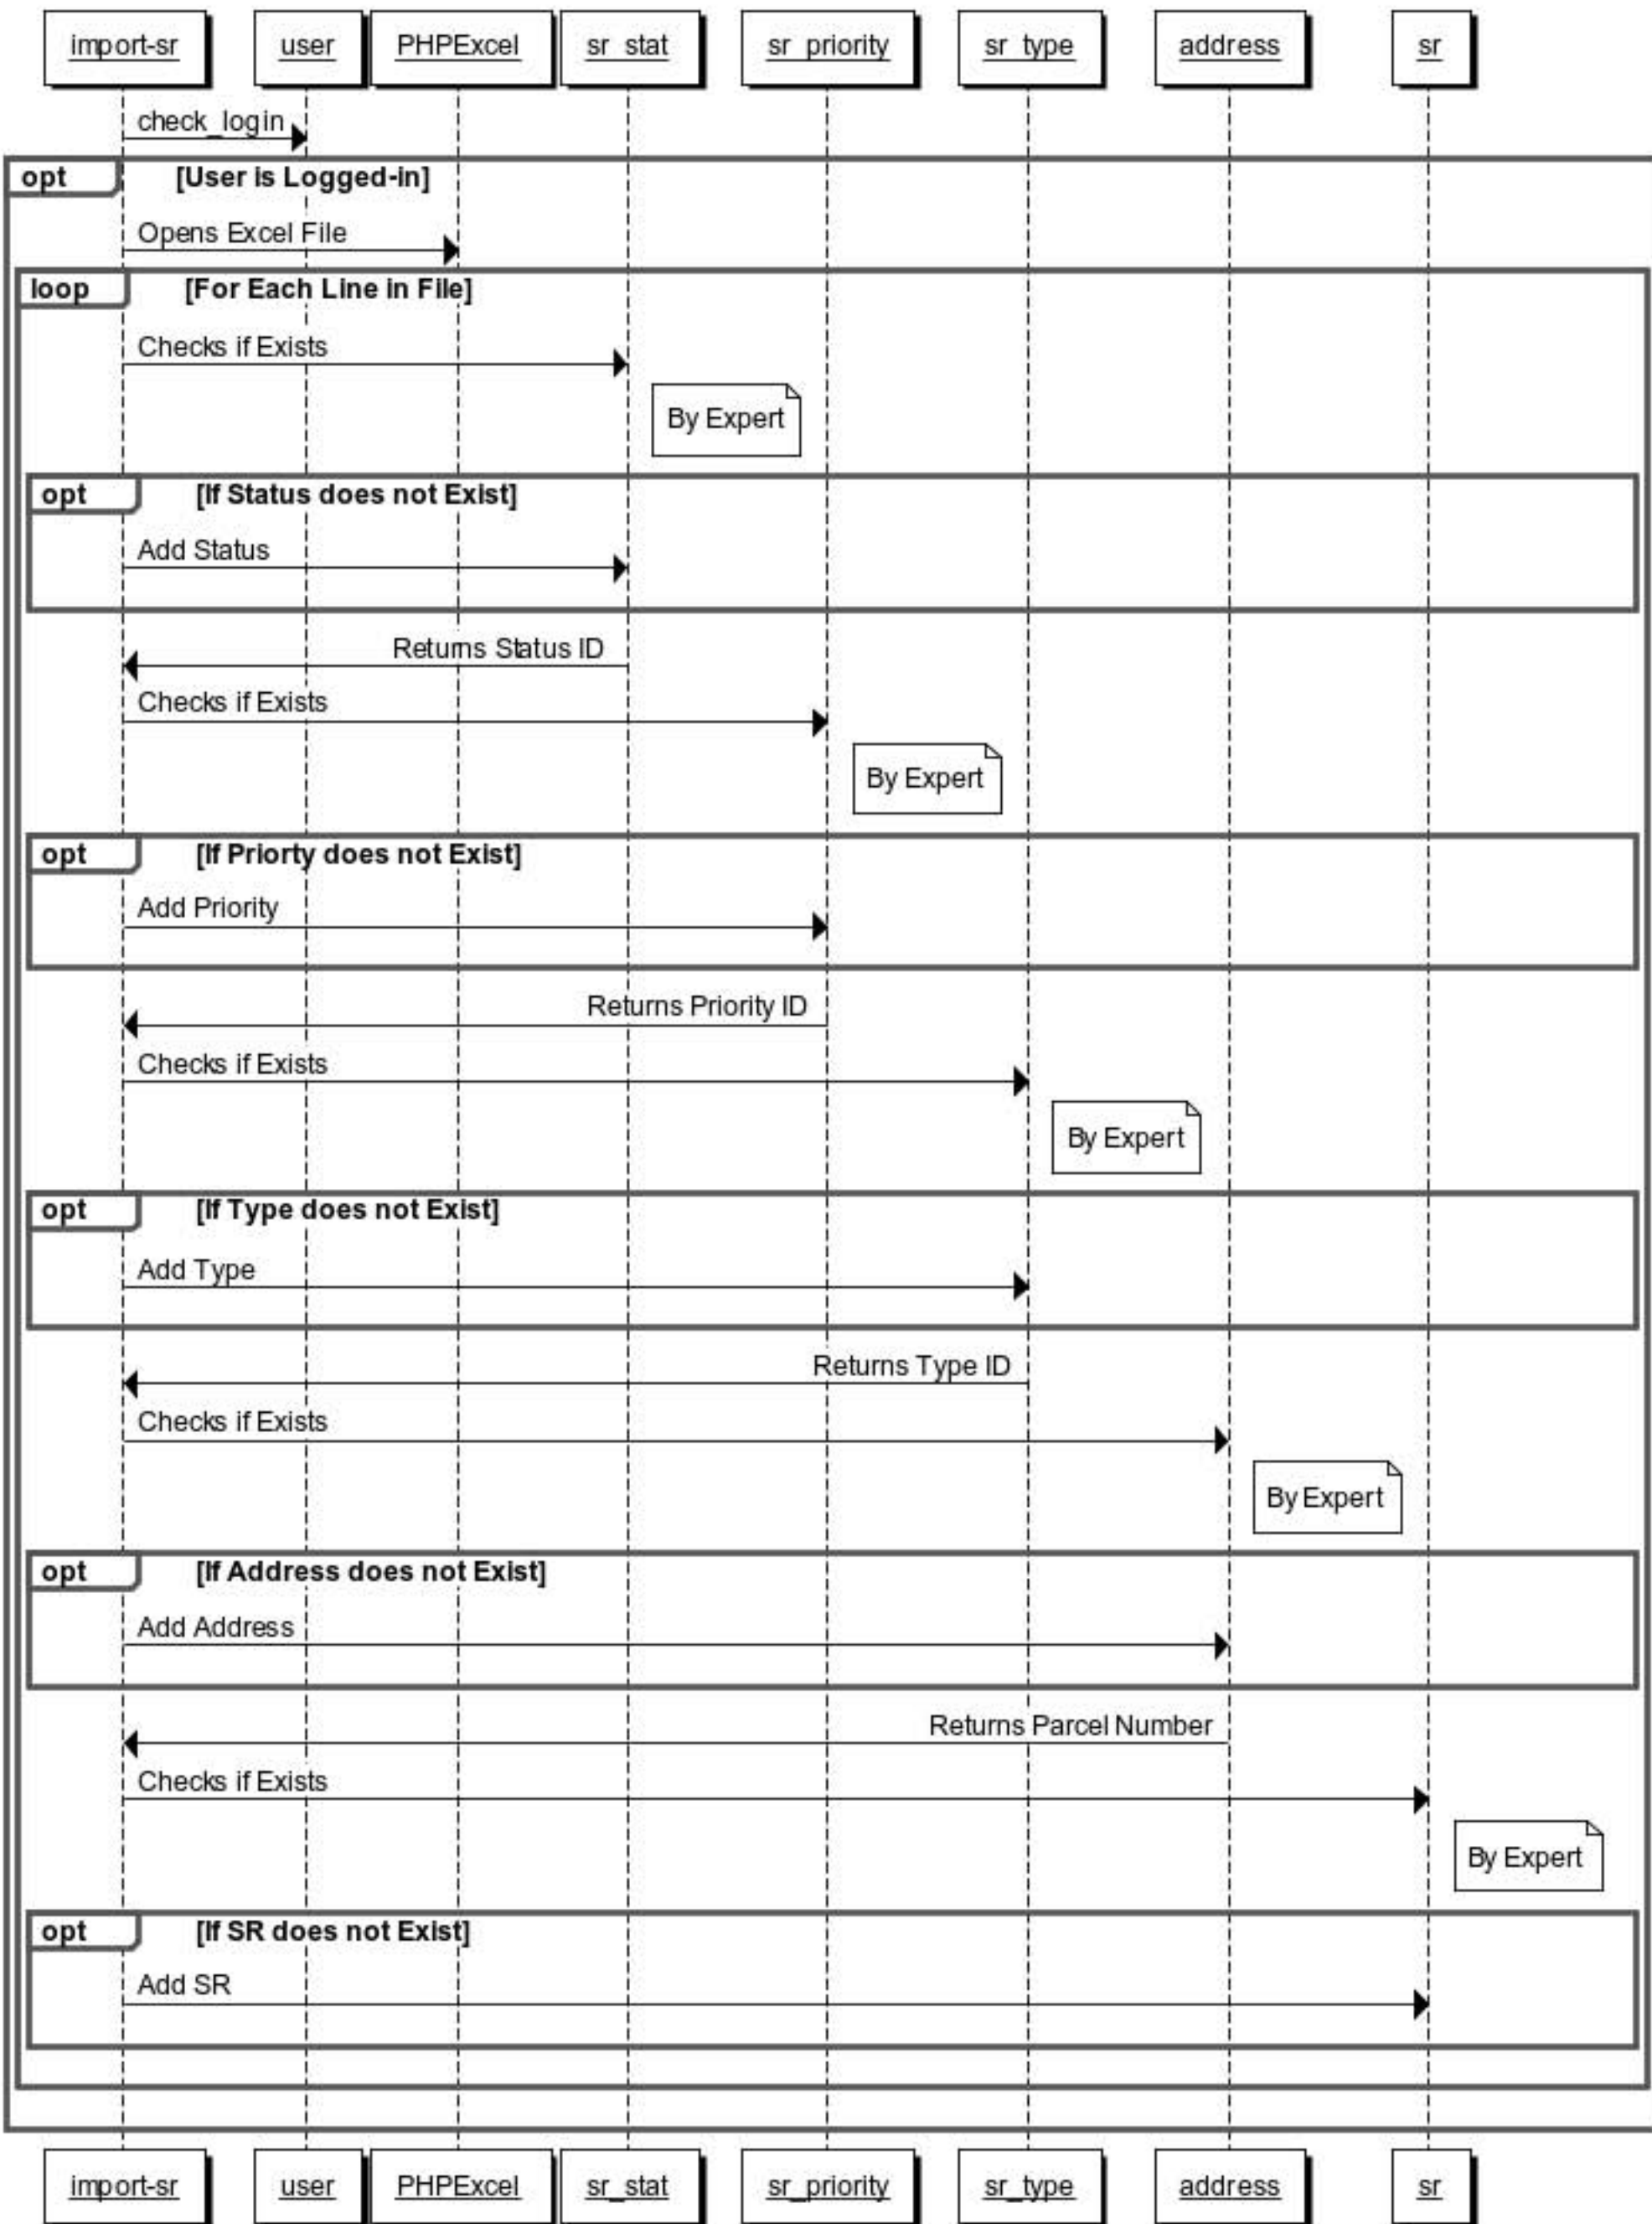 import-sr user PHPExcel sr_stat sr_priority sr_type address sr
check_login
opt [User is Logged-in]
Opens Excel File
loop [For Each Line in File]
Checks if Exists
By Expert
opt [If Status does not Exist]
Add Status
Returns Status ID
Checks if Exists
By Expert
opt [If Priorty does not Exist]
Add Priority
Returns Priority ID
Checks if Exists
By Expert
opt [If Type does not Exist]
Add Type
Returns Type ID
Checks if Exists
By Expert
opt [If Address does not Exist]
Add Address
Returns Parcel Number
Checks if Exists
By Expert
opt [If SR does not Exist]
Add SR
import-sr user PHPExcel sr_stat sr_priority sr_type address sr